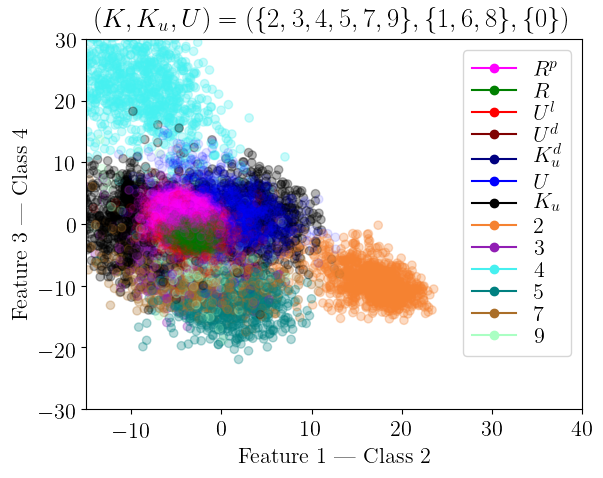 (K, K_u, U) = ({2, 3, 4, 5, 7, 9}, {1, 6, 8}, {0})
30
20
10
0
−10
−20
−30
−10
0
10
20
30
40
Feature 3 — Class 4
Feature 1 — Class 2
R^p
R
U^l
U^d
K_u^d
U
K_u
2
3
4
5
7
9